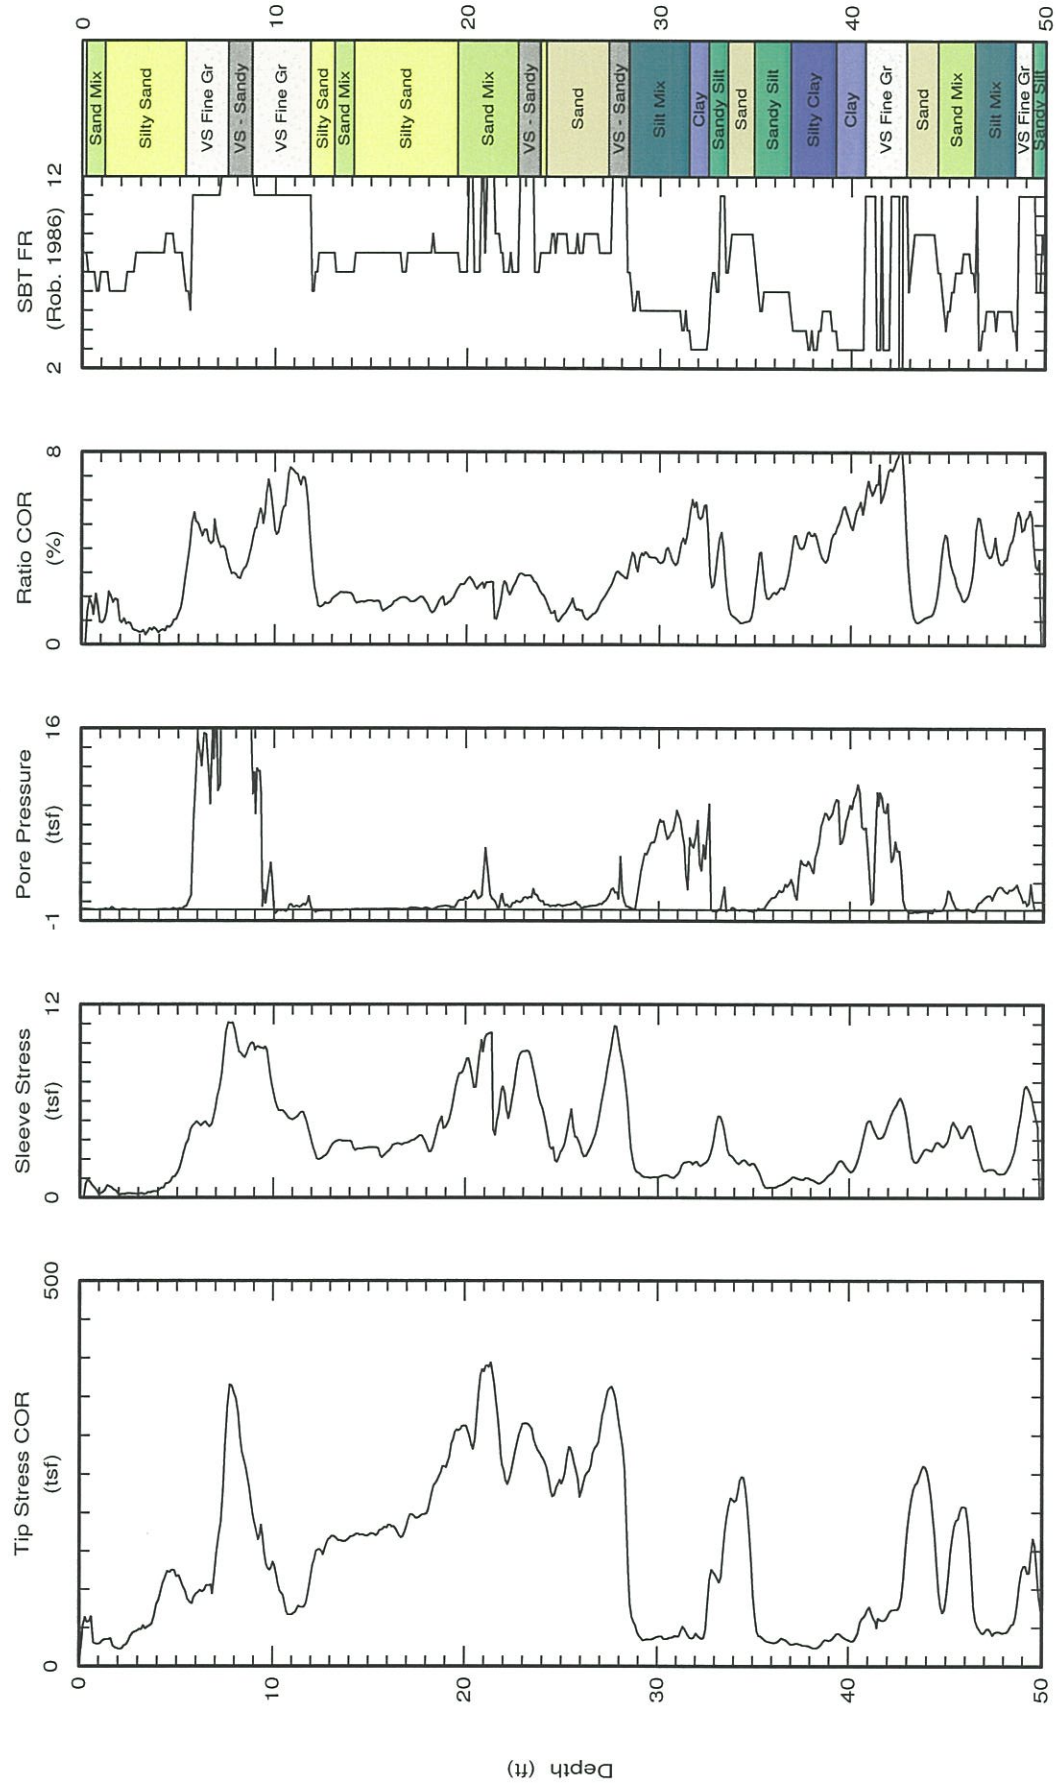 Depth (ft)
0
10
20
30
40
50
Tip Stress COR
(tsf)
0
500
Sleeve Stress
(tsf)
0
12
Pore Pressure
(tsf)
-1
16
Ratio COR
(%)
0
8
SBT FR
(Rob. 1986)
2
12
Sand Mix
Silty Sand
VS Fine Gr
VS - Sandy
VS Fine Gr
Silty Sand
Sand Mix
Silty Sand
Sand Mix
VS - Sandy
Sand
VS - Sandy
Silt Mix
Clay
Sandy Silt
Sand
Sandy Silt
Silty Clay
Clay
VS Fine Gr
Sand
Sand Mix
Silt Mix
VS Fine Gr
Sandy Silt
0
10
20
30
40
50